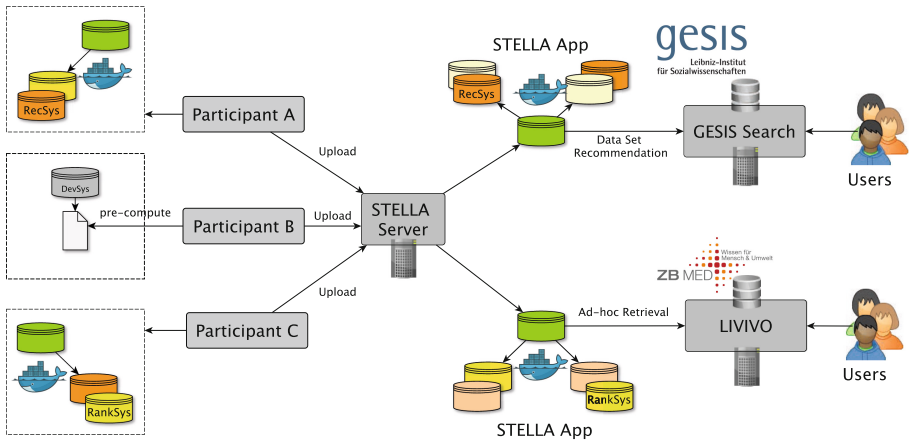 RecSys
Participant A
Upload
DevSys
pre-compute
Participant B
Upload
RankSys
Participant C
Upload
STELLA
Server
STELLA App
RecSys
Data Set
Recommendation
gesis
Leibniz-Institut
für Sozialwissenschaften
GESIS Search
Users
Ad-hoc Retrieval
RankSys
STELLA App
ZB MED
Wissen für
Mensch & Umwelt
LIVIVO
Users